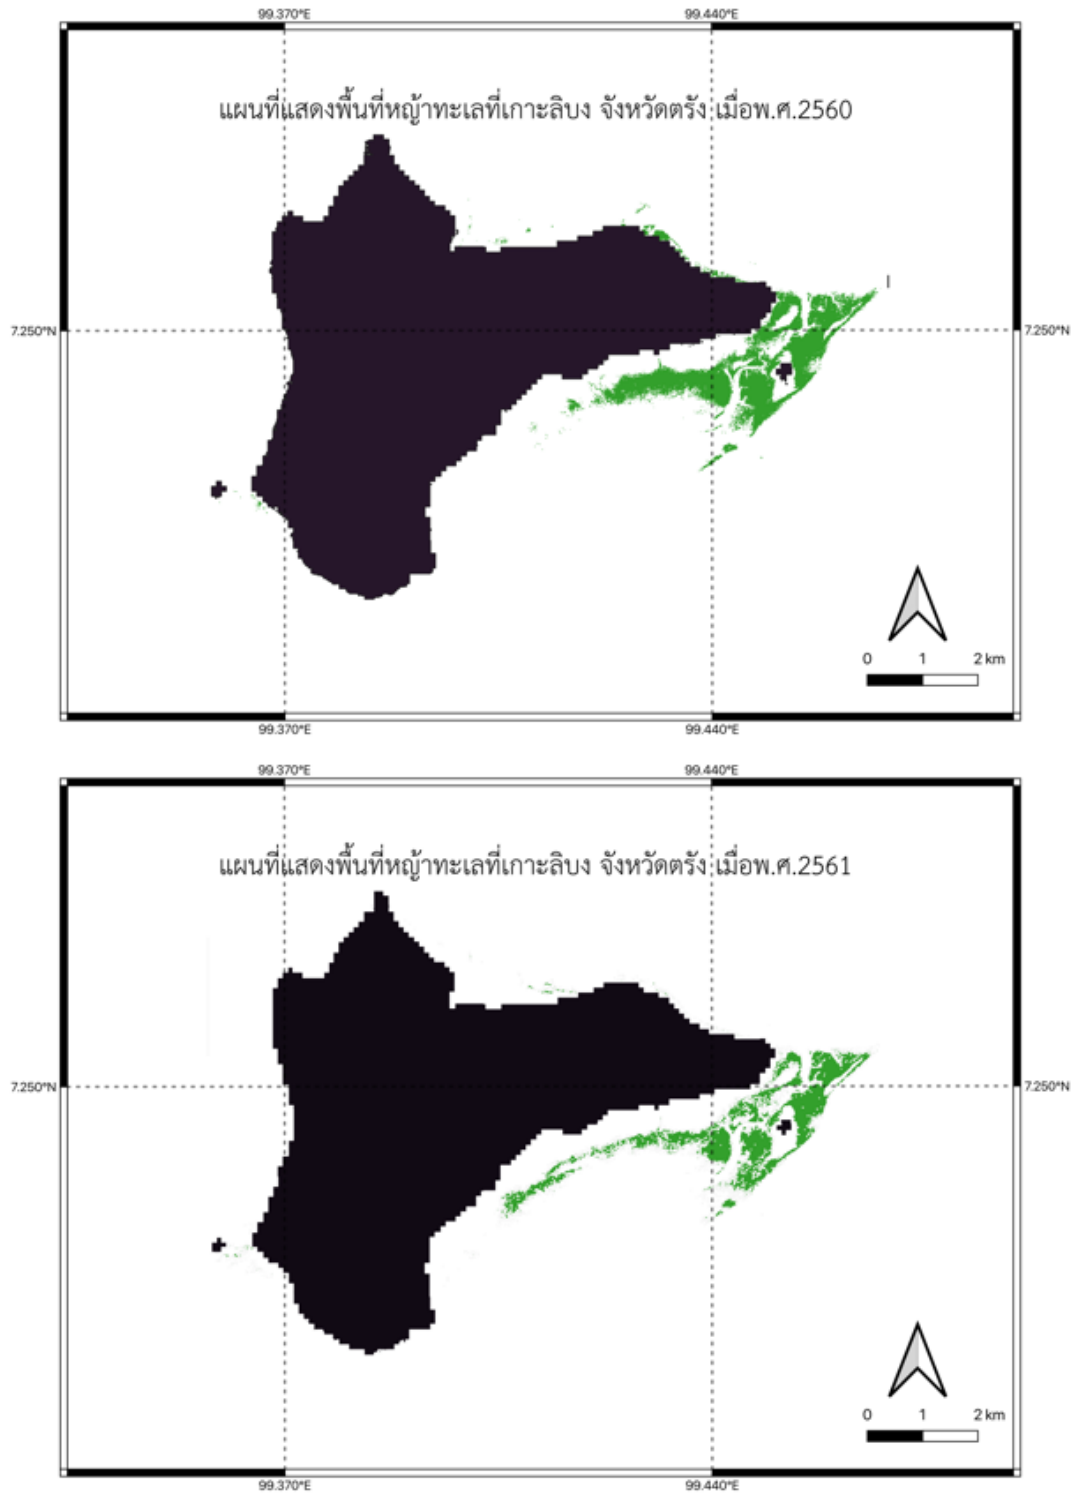 99.370°E 99.440°E
แผนที่แสดงพื้นที่หญ้าทะเลที่เกาะลิบง จังหวัดตรัง เมื่อพ.ศ.2560
7.250°N 7.250°N
0 1 2 km
99.370°E 99.440°E
99.370°E 99.440°E
แผนที่แสดงพื้นที่หญ้าทะเลที่เกาะลิบง จังหวัดตรัง เมื่อพ.ศ.2561
7.250°N 7.250°N
0 1 2 km
99.370°E 99.440°E